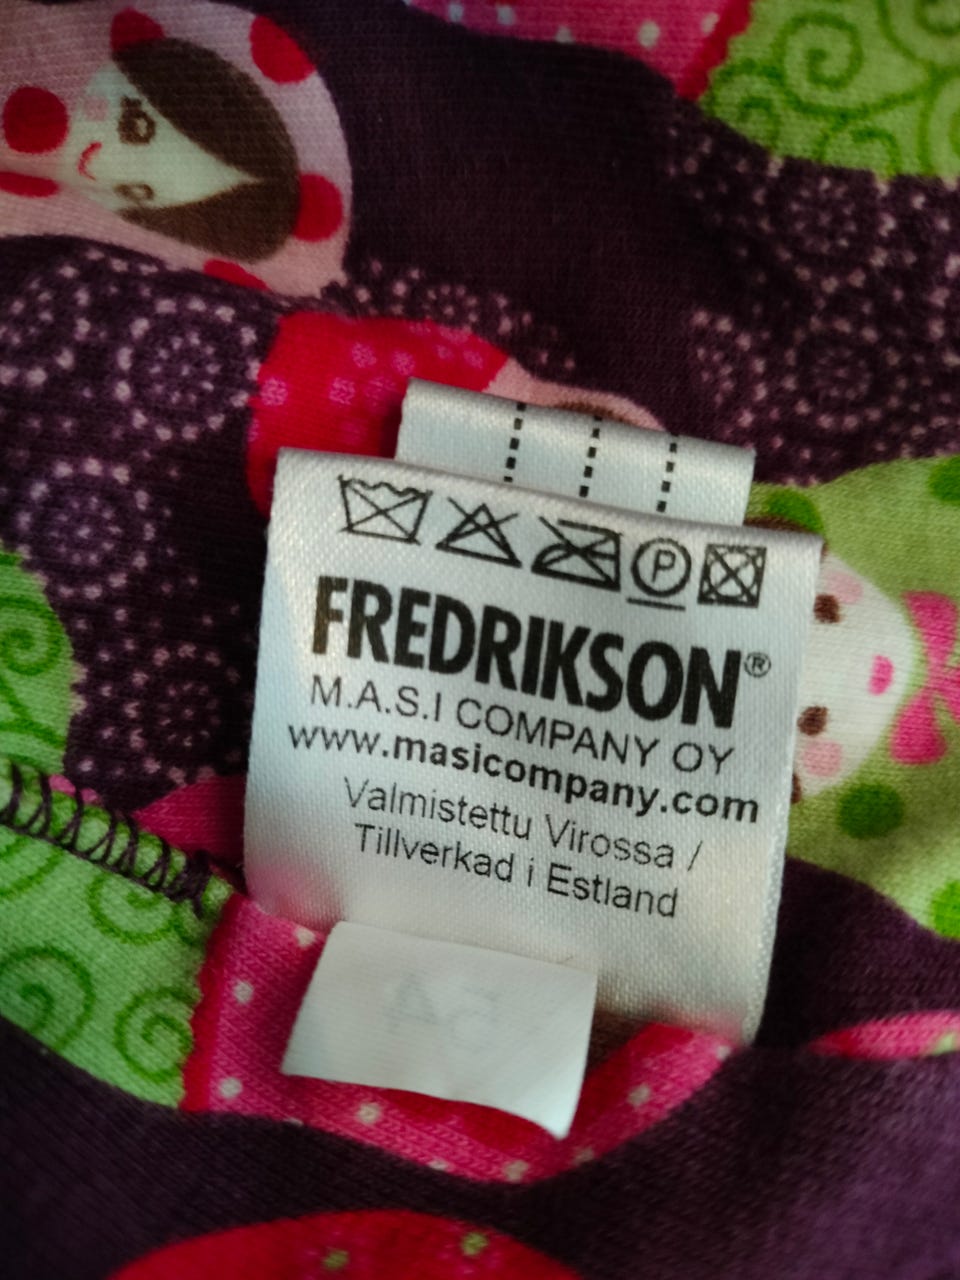 P
FREDRIKSON®
M.A.S.I COMPANY OY
www.masicompany.com
Valmistettu Virossa /
Tillverkad i Estland